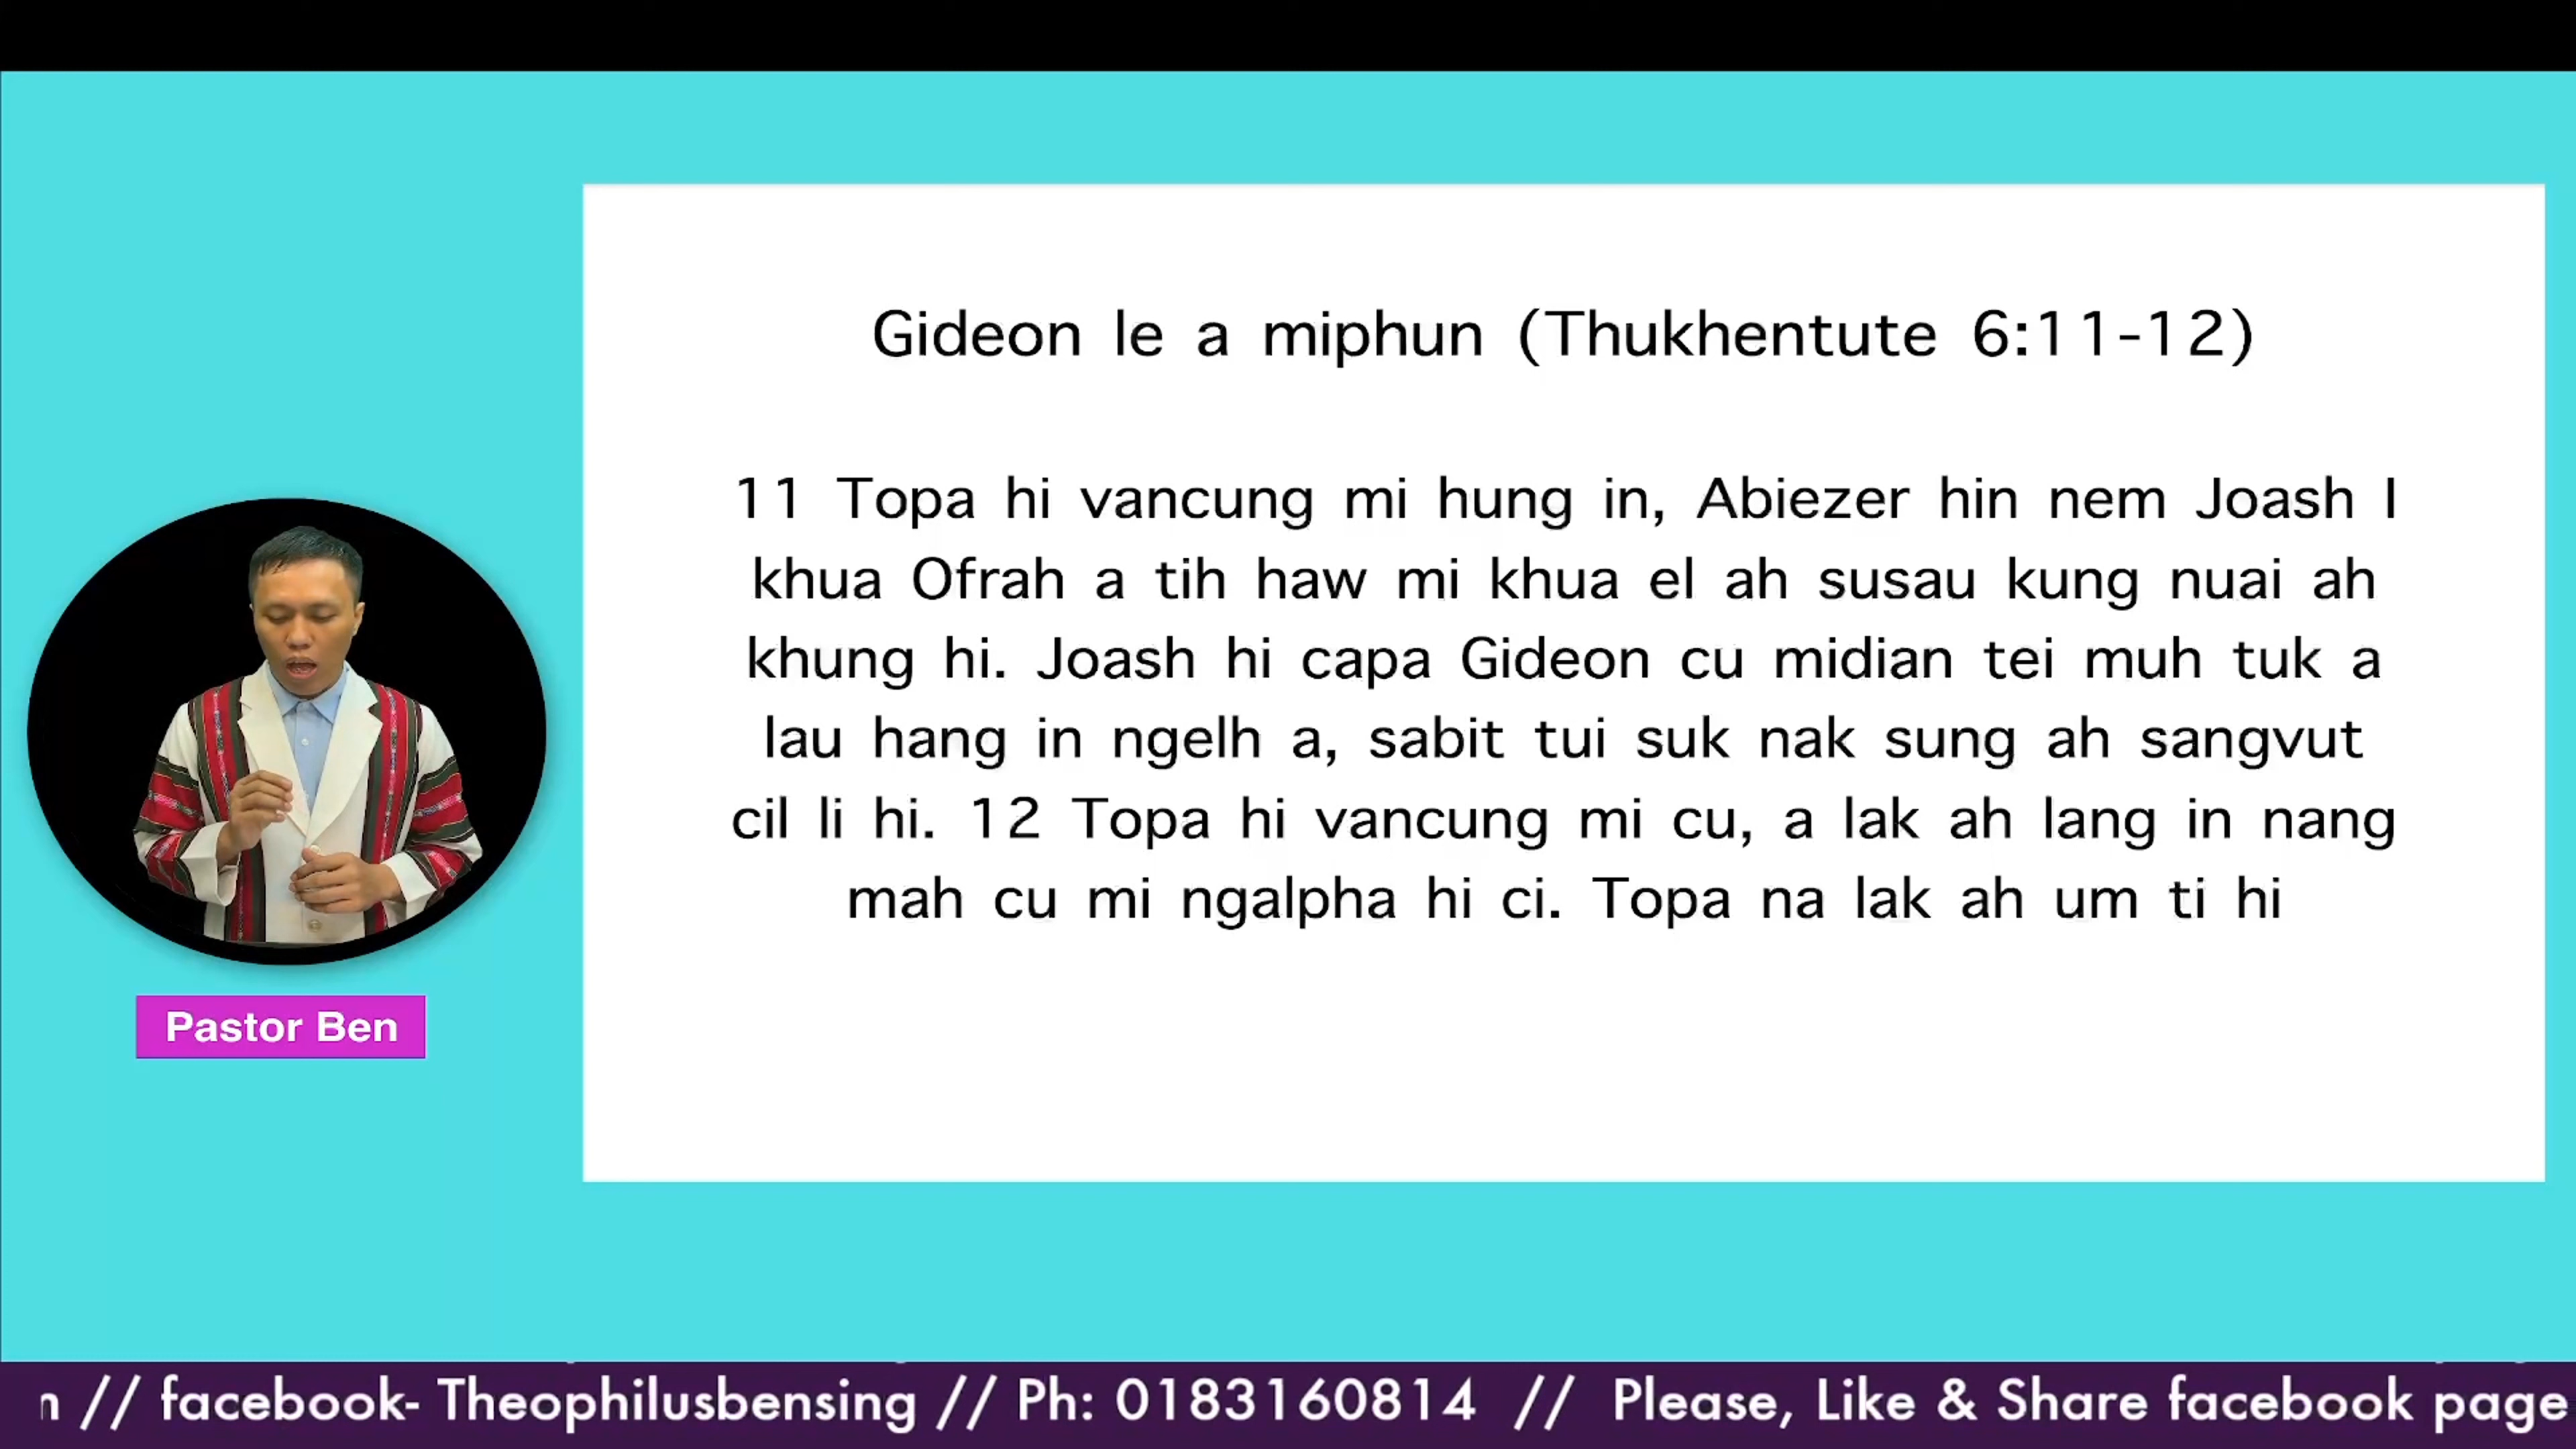 Gideon le a miphun (Thukhentute 6:11-12)
11 Topa hi vancung mi hung in, Abiezer hin nem Joash I
khua Ofrah a tih haw mi khua el ah susau kung nuai ah
khung hi. Joash hi capa Gideon cu midian tei muh tuk a
lau hang in ngelh a, sabit tui suk nak sung ah sangvut
cil li hi. 12 Topa hi vancung mi cu, a lak ah lang in nang
mah cu mi ngalpha hi ci. Topa na lak ah um ti hi
Pastor Ben
n // facebook- Theophilusbensing // Ph: 0183160814 // Please, Like & Share facebook page